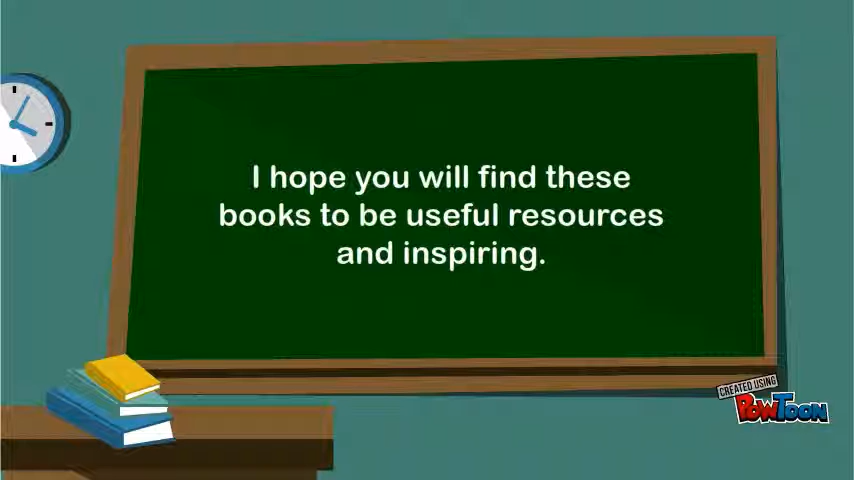 I hope you will find these
books to be useful resources
and inspiring.
CREATED USING
POWTOON